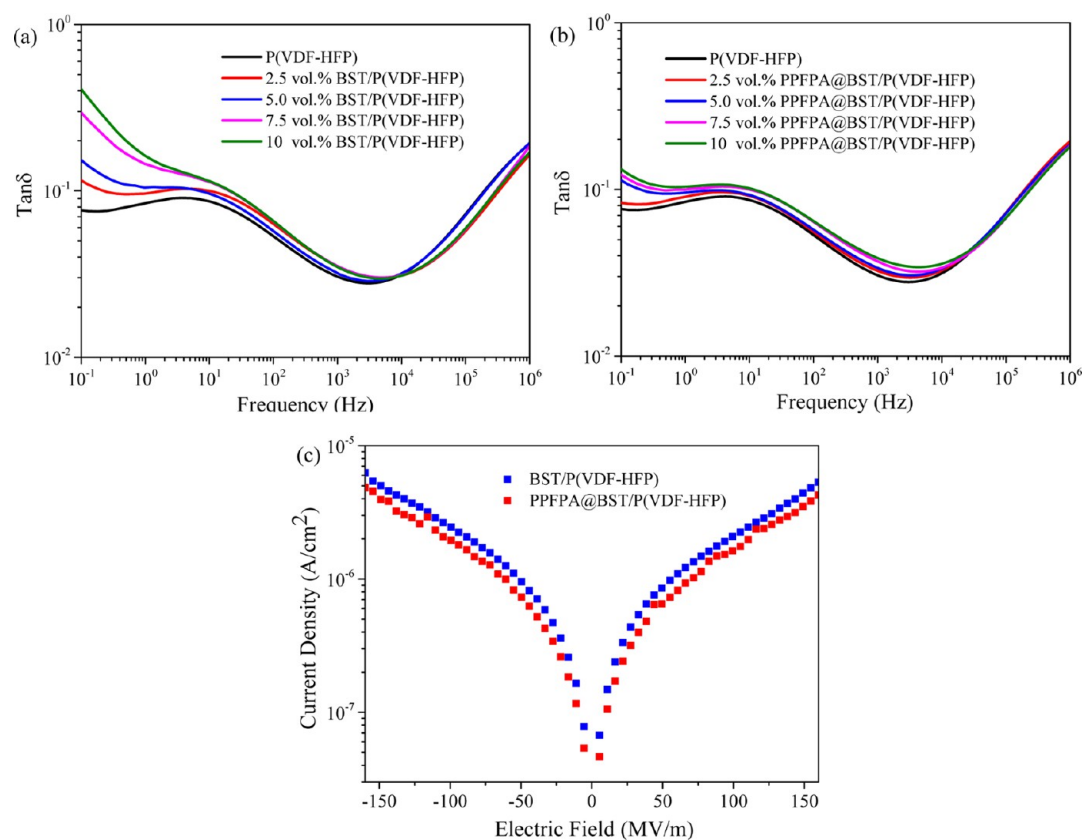 (a)
10⁰
P(VDF-HFP)
2.5 vol.% BST/P(VDF-HFP)
5.0 vol.% BST/P(VDF-HFP)
7.5 vol.% BST/P(VDF-HFP)
10 vol.% BST/P(VDF-HFP)
Tanδ
10⁻¹
10⁻²
10⁻¹ 10⁰ 10¹ 10² 10³ 10⁴ 10⁵ 10⁶
Frequency (Hz)
(b)
10⁰
P(VDF-HFP)
2.5 vol.% PPFPA@BST/P(VDF-HFP)
5.0 vol.% PPFPA@BST/P(VDF-HFP)
7.5 vol.% PPFPA@BST/P(VDF-HFP)
10 vol.% PPFPA@BST/P(VDF-HFP)
Tanδ
10⁻¹
10⁻²
10⁻¹ 10⁰ 10¹ 10² 10³ 10⁴ 10⁵ 10⁶
Frequency (Hz)
(c)
10⁻⁵
BST/P(VDF-HFP)
PPFPA@BST/P(VDF-HFP)
Current Density (A/cm²)
10⁻⁶
10⁻⁷
-150 -100 -50 0 50 100 150
Electric Field (MV/m)